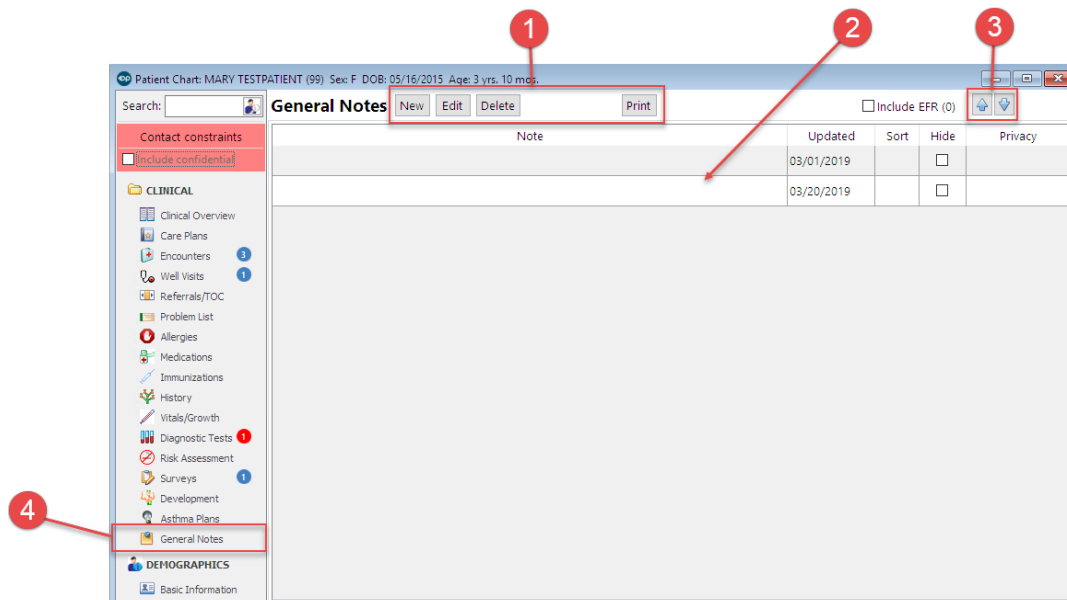 1
2
3
Patient Chart: MARY TESTPATIENT (99) Sex: F DOB: 05/16/2015 Age: 3 yrs. 10 mos.
Search:
General Notes New Edit Delete Print Include EFR (0)
Contact constraints
Include confidential
Note Updated Sort Hide Privacy
03/01/2019
03/20/2019
CLINICAL
Clinical Overview
Care Plans
Encounters 3
Well Visits 1
Referrals/TOC
Problem List
Allergies
Medications
Immunizations
History
Vitals/Growth
Diagnostic Tests 1
Risk Assessment
Surveys 1
Development
Asthma Plans
4
General Notes
DEMOGRAPHICS
Basic Information